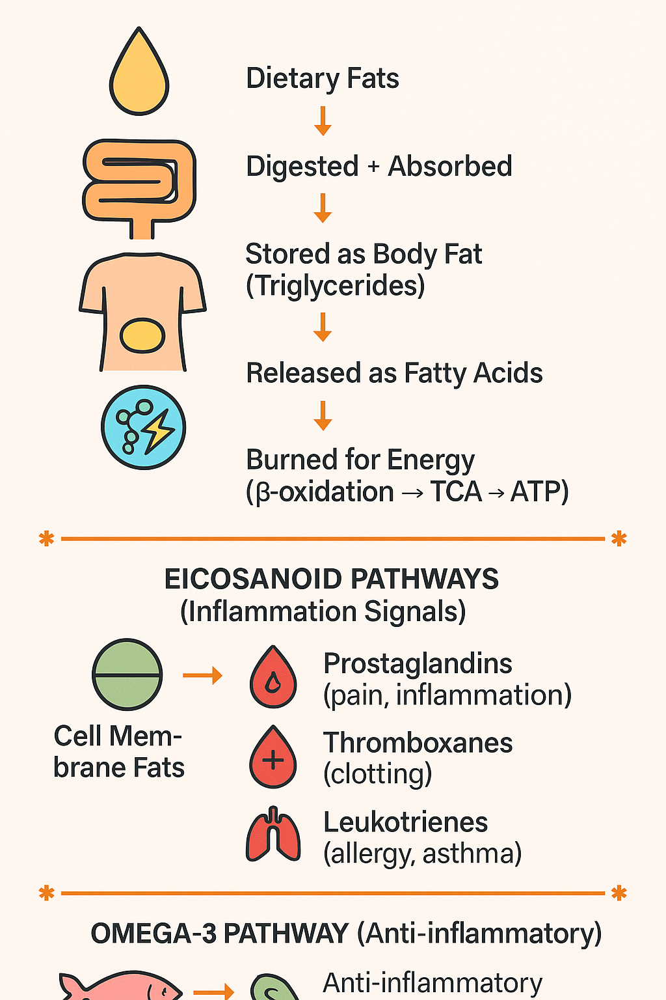 Dietary Fats
Digested + Absorbed
Stored as Body Fat
(Triglycerides)
Released as Fatty Acids
Burned for Energy
(β-oxidation → TCA → ATP)
EICOSANOID PATHWAYS
(Inflammation Signals)
Cell Mem-
brane Fats
Prostaglandins
(pain, inflammation)
Thromboxanes
(clotting)
Leukotrienes
(allergy, asthma)
OMEGA-3 PATHWAY (Anti-inflammatory)
Anti-inflammatory